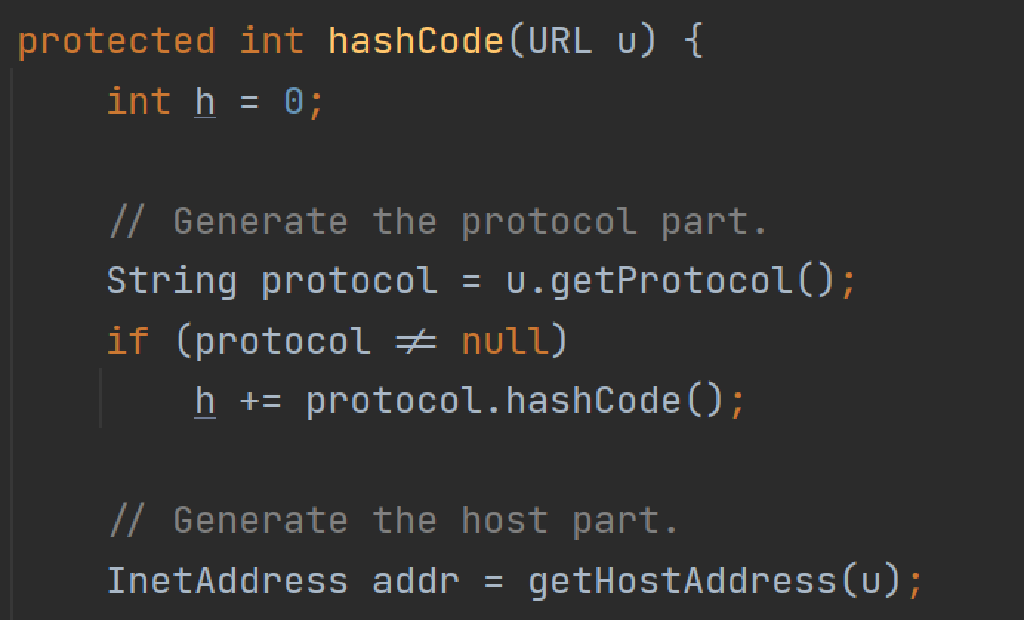 protected int hashCode(URL u) {
int h = 0;
// Generate the protocol part.
String protocol = u.getProtocol();
if (protocol != null)
h += protocol.hashCode();
// Generate the host part.
InetAddress addr = getHostAddress(u);